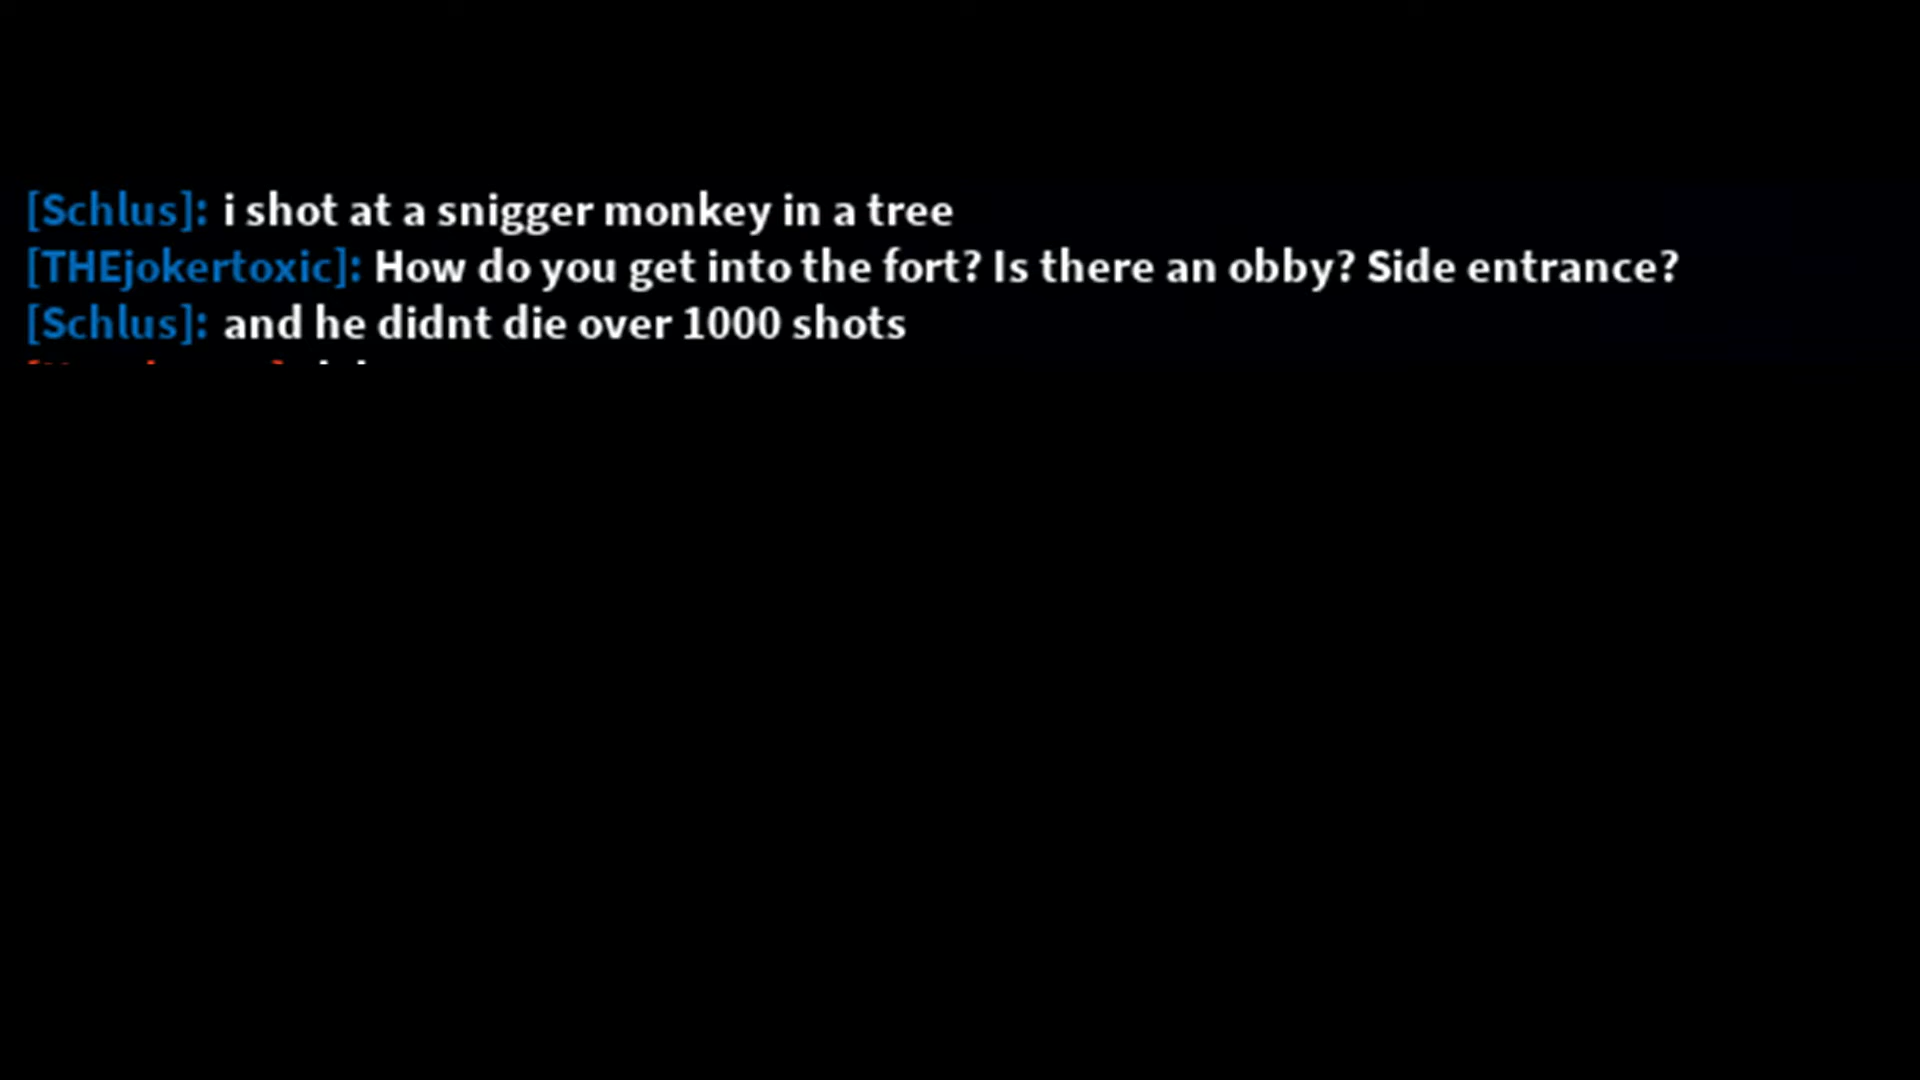 [Schlus]: i shot at a snigger monkey in a tree
[THEjokertoxic]: How do you get into the fort? Is there an obby? Side entrance?
[Schlus]: and he didnt die over 1000 shots